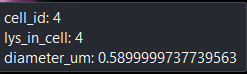 cell_id: 4
lys_in_cell: 4
diameter_um: 0.5899999737739563